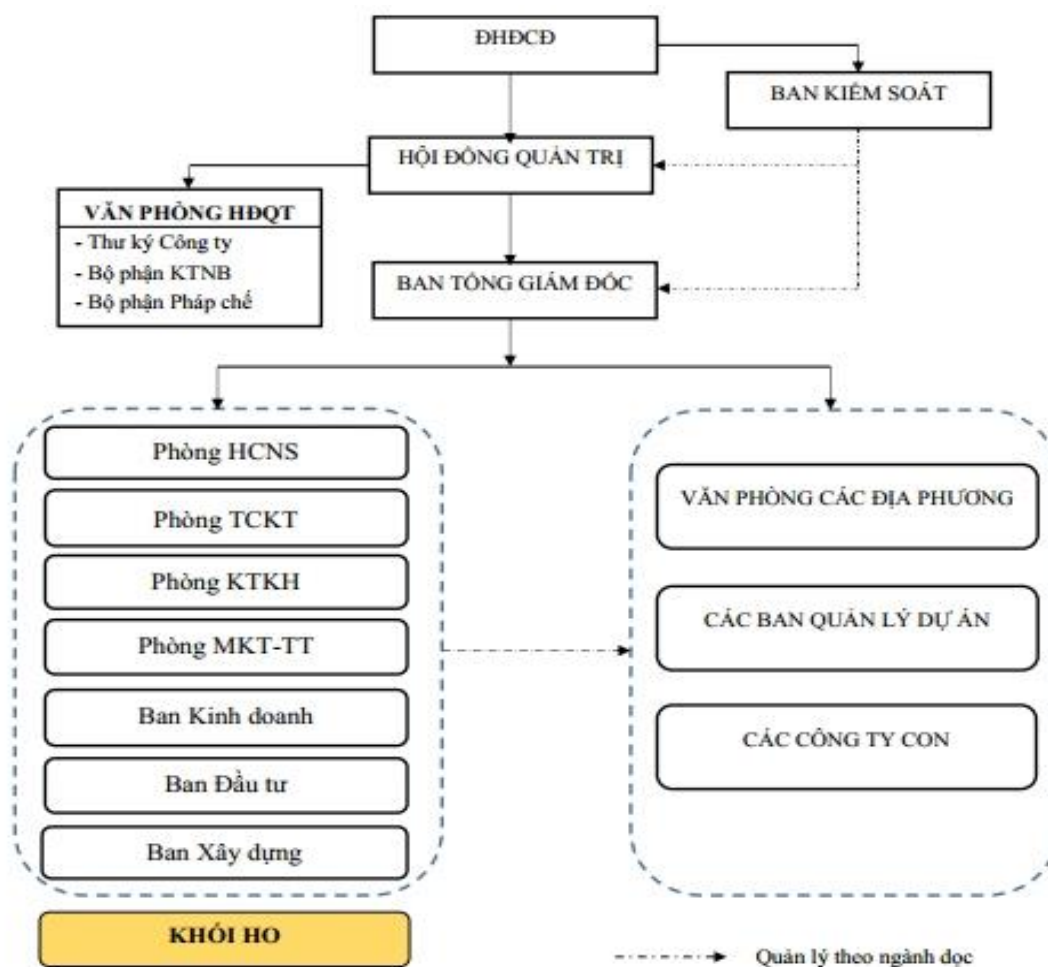 ĐHĐCĐ
BAN KIỂM SOÁT
HỘI ĐỒNG QUẢN TRỊ
VĂN PHÒNG HĐQT
- Thư ký Công ty
- Bộ phận KTNB
- Bộ phận Pháp chế
BAN TỔNG GIÁM ĐỐC
Phòng HCNS
Phòng TCKT
Phòng KTKH
Phòng MKT-TT
Ban Kinh doanh
Ban Đầu tư
Ban Xây dựng
KHỐI HO
VĂN PHÒNG CÁC ĐỊA PHƯƠNG
CÁC BAN QUẢN LÝ DỰ ÁN
CÁC CÔNG TY CON
Quản lý theo ngành dọc